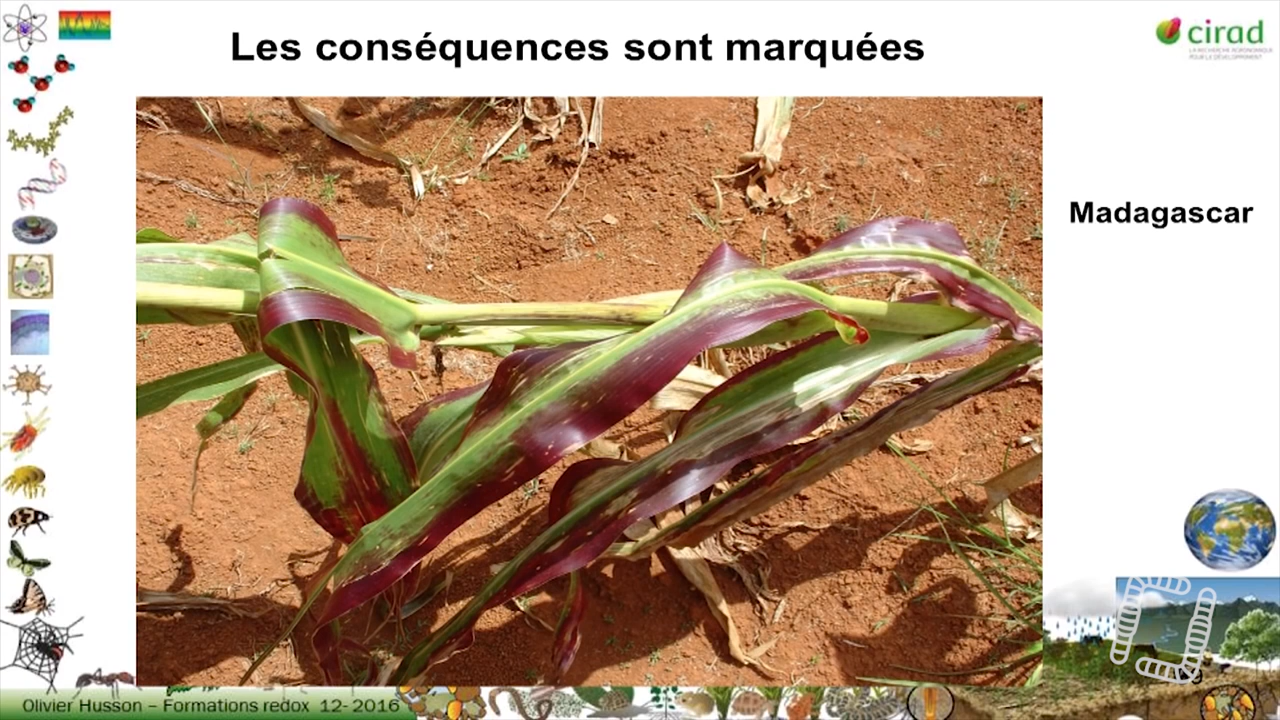 Les conséquences sont marquées
cirad
LA RECHERCHE AGRONOMIQUE
POUR LE DÉVELOPPEMENT
Madagascar
Olivier Husson – Formations redox 12- 2016